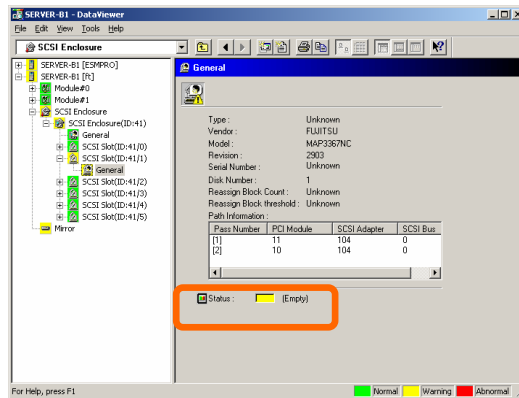 SERVER-B1 - DataViewer
File Edit View Tools Help
SCSI Enclosure
SERVER-B1 [ESMPRO]
SERVER-B1 [ft]
Module#0
Module#1
SCSI Enclosure
SCSI Enclosure(ID:41)
General
SCSI Slot(ID:41/0)
SCSI Slot(ID:41/1)
General
SCSI Slot(ID:41/2)
SCSI Slot(ID:41/3)
SCSI Slot(ID:41/4)
SCSI Slot(ID:41/5)
Mirror
General
Type : Unknown
Vendor : FUJITSU
Model : MAP3367NC
Revision : 2903
Serial Number : Unknown
Disk Number : 1
Reassign Block Count : Unknown
Reassign Block threshold : Unknown
Path Information :
Pass Number PCI Module SCSI Adapter SCSI Bus
[1] 11 104 0
[2] 10 104 0
Status : (Empty)
For Help, press F1
Normal Warning Abnormal